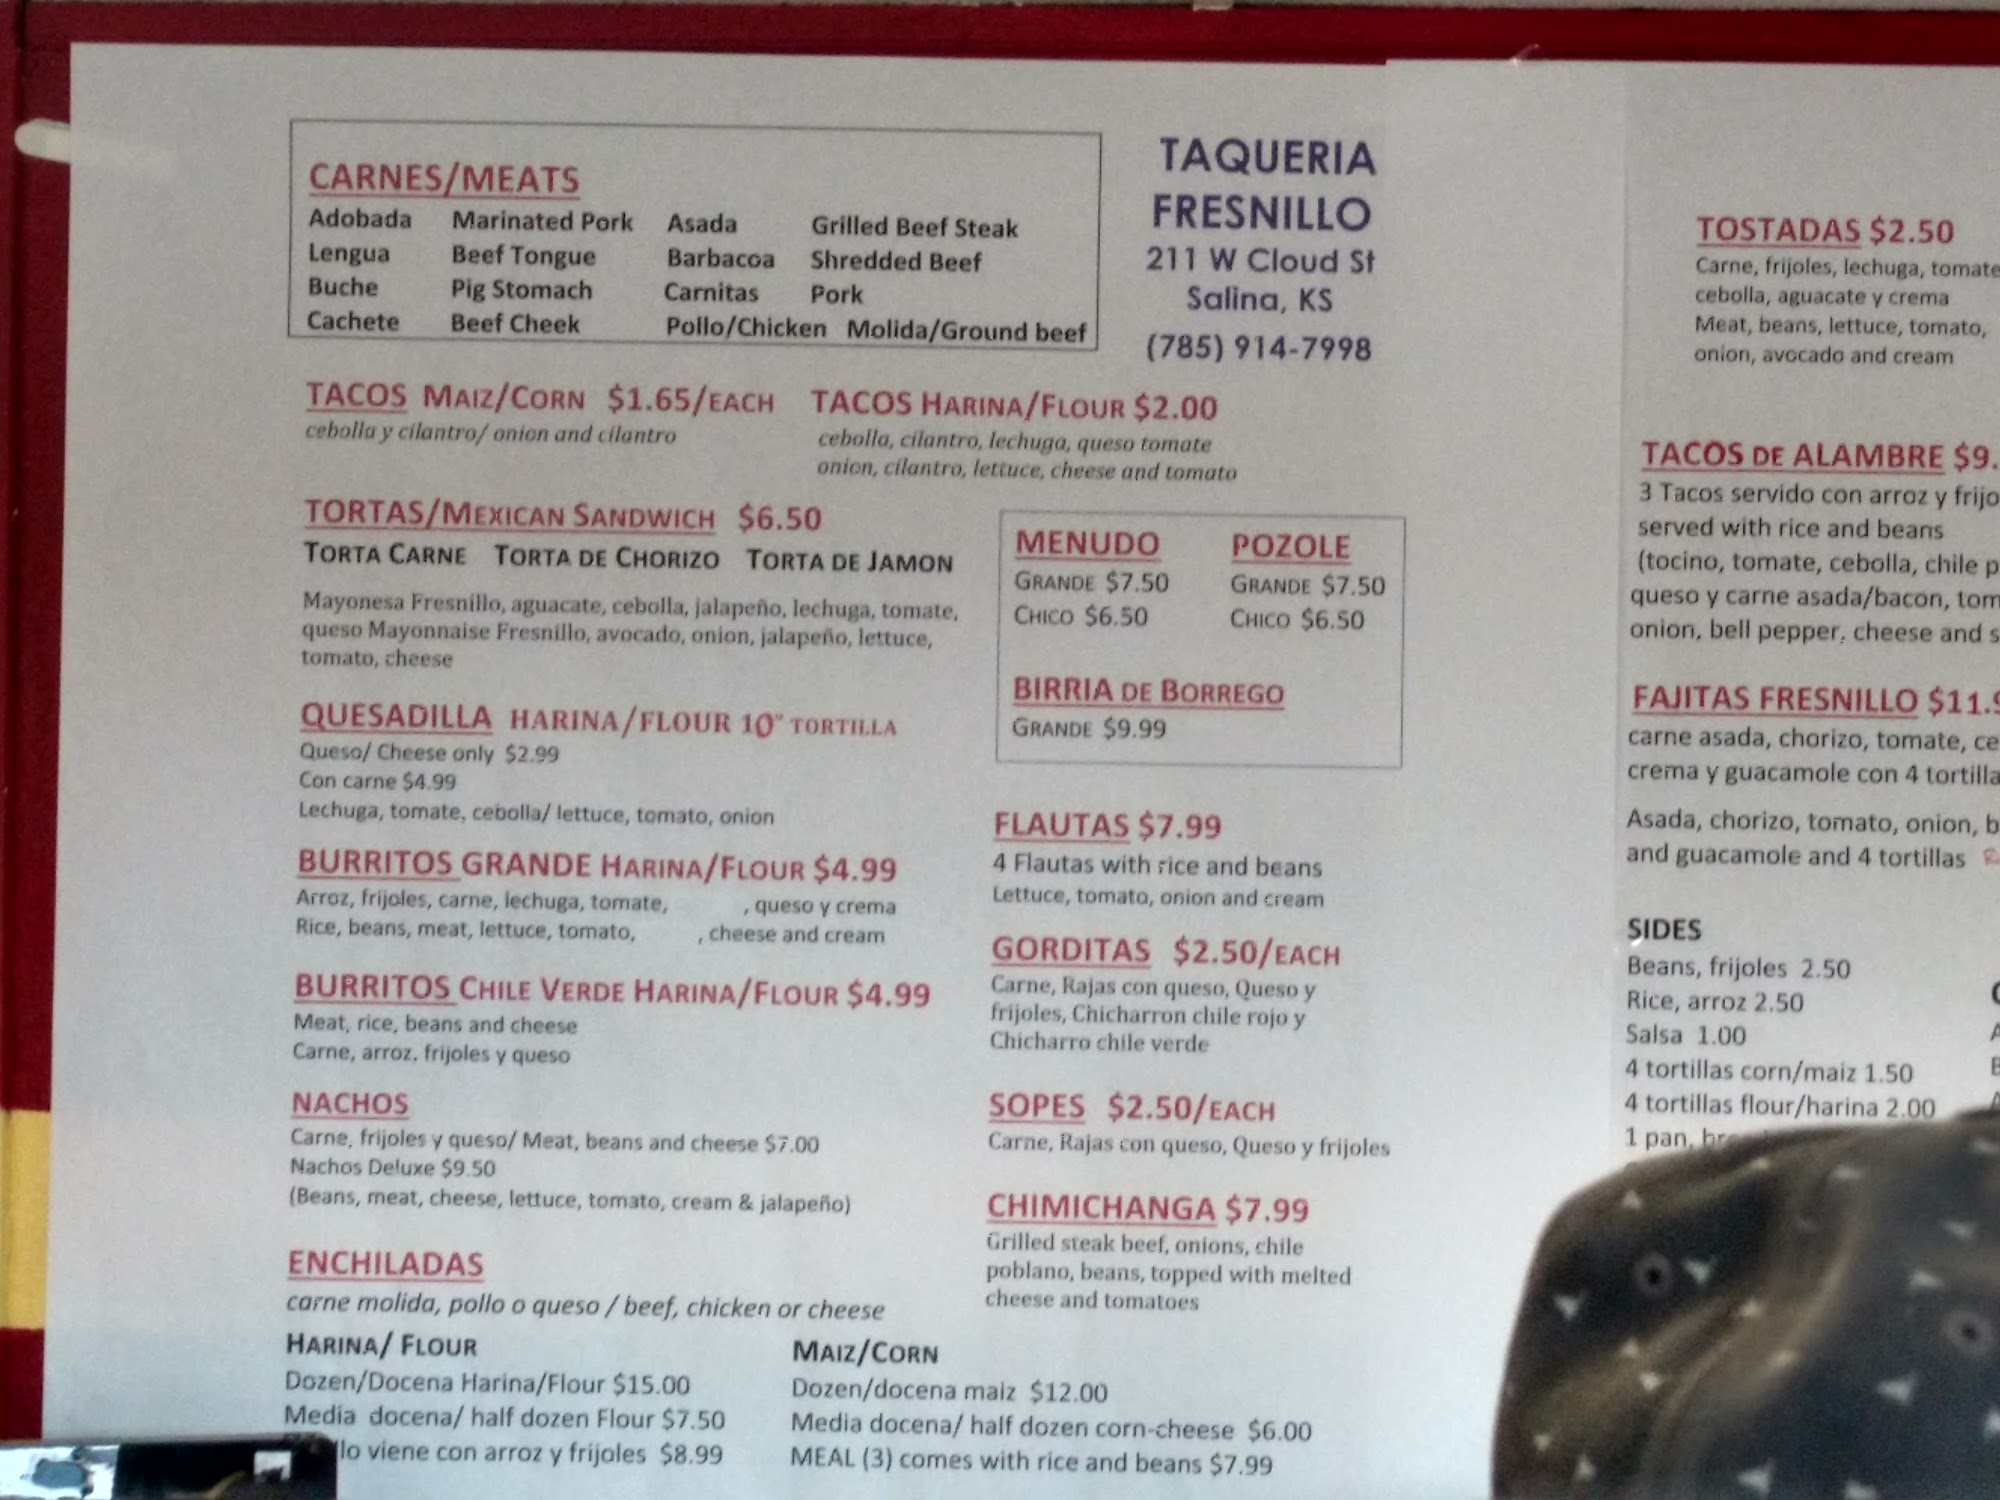 CARNES/MEATS
Adobada Marinated Pork Asada Grilled Beef Steak
Lengua Beef Tongue Barbacoa Shredded Beef
Buche Pig Stomach Carnitas Pork
Cachete Beef Cheek Pollo/Chicken Molida/Ground beef
TAQUERIA
FRESNILLO
211 W Cloud St
Salina, KS
(785) 914-7998
TACOS MAIZ/CORN $1.65/EACH
cebolla y cilantro/ onion and cilantro
TACOS HARINA/FLOUR $2.00
cebolla, cilantro, lechuga, queso tomate
onion, cilantro, lettuce, cheese and tomato
TORTAS/MEXICAN SANDWICH $6.50
TORTA CARNE TORTA DE CHORIZO TORTA DE JAMON
Mayonesa Fresnillo, aguacate, cebolla, jalapeño, lechuga, tomate,
queso Mayonnaise Fresnillo, avocado, onion, jalapeño, lettuce,
tomato, cheese
QUESADILLA HARINA/FLOUR 10" TORTILLA
Queso/ Cheese only $2.99
Con carne $4.99
Lechuga, tomate, cebolla/ lettuce, tomato, onion
BURRITOS GRANDE HARINA/FLOUR $4.99
Arroz, frijoles, carne, lechuga, tomate, , queso y crema
Rice, beans, meat, lettuce, tomato, , cheese and cream
BURRITOS CHILE VERDE HARINA/FLOUR $4.99
Meat, rice, beans and cheese
Carne, arroz. frijoles y queso
NACHOS
Carne, frijoles y queso/ Meat, beans and cheese $7.00
Nachos Deluxe $9.50
(Beans, meat, cheese, lettuce, tomato, cream & jalapeño)
ENCHILADAS
carne molida, pollo o queso / beef, chicken or cheese
HARINA/ FLOUR
Dozen/Docena Harina/Flour $15.00
Media docena/ half dozen Flour $7.50
llo viene con arroz y frijoles $8.99
MAIZ/CORN
Dozen/docena maiz $12.00
Media docena/ half dozen corn-cheese $6.00
MEAL (3) comes with rice and beans $7.99
MENUDO
GRANDE $7.50
CHICO $6.50
POZOLE
GRANDE $7.50
CHICO $6.50
BIRRIA DE BORREGO
GRANDE $9.99
FLAUTAS $7.99
4 Flautas with rice and beans
Lettuce, tomato, onion and cream
GORDITAS $2.50/EACH
Carne, Rajas con queso, Queso y
frijoles, Chicharron chile rojo y
Chicharro chile verde
SOPES $2.50/EACH
Carne, Rajas con queso, Queso y frijoles
CHIMICHANGA $7.99
Grilled steak beef, onions, chile
poblano, beans, topped with melted
cheese and tomatoes
TOSTADAS $2.50
Carne, frijoles, lechuga, tomate
cebolla, aguacate y crema
Meat, beans, lettuce, tomato,
onion, avocado and cream
TACOS DE ALAMBRE $9.
3 Tacos servido con arroz y frijo
served with rice and beans
(tocino, tomate, cebolla, chile p
queso y carne asada/bacon, tom
onion, bell pepper, cheese and s
FAJITAS FRESNILLO $11.9
carne asada, chorizo, tomate, ce
crema y guacamole con 4 tortilla
Asada, chorizo, tomato, onion, b
and guacamole and 4 tortillas
SIDES
Beans, frijoles 2.50
Rice, arroz 2.50
Salsa 1.00
4 tortillas corn/maiz 1.50
4 tortillas flour/harina 2.00
1 pan,